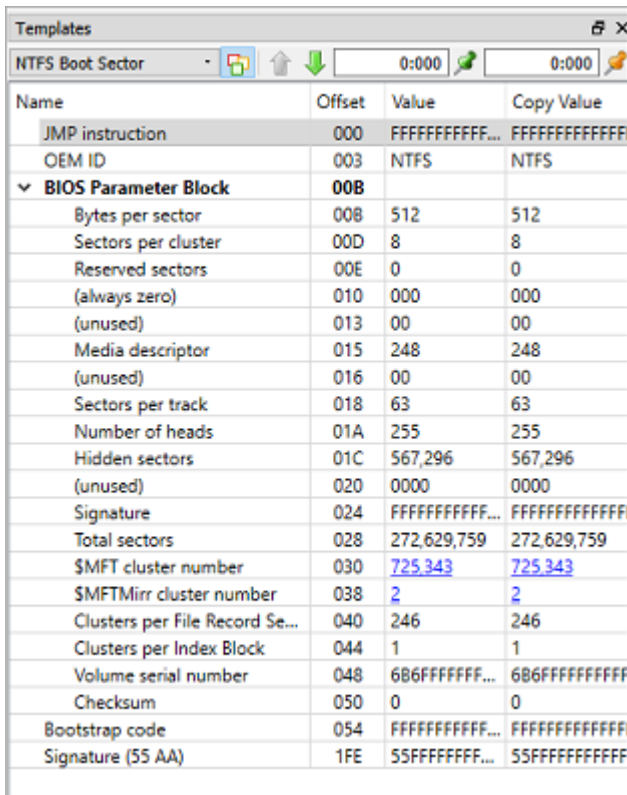 Templates
NTFS Boot Sector 0:000 0:000
Name Offset Value Copy Value
JMP instruction 000 FFFFFFFFFFF... FFFFFFFFFFFFF
OEM ID 003 NTFS NTFS
BIOS Parameter Block 00B
Bytes per sector 00B 512 512
Sectors per cluster 00D 8 8
Reserved sectors 00E 0 0
(always zero) 010 000 000
(unused) 013 00 00
Media descriptor 015 248 248
(unused) 016 00 00
Sectors per track 018 63 63
Number of heads 01A 255 255
Hidden sectors 01C 567,296 567,296
(unused) 020 0000 0000
Signature 024 FFFFFFFFFFF... FFFFFFFFFFFFF
Total sectors 028 272,629,759 272,629,759
$MFT cluster number 030 725,343 725,343
$MFTMirr cluster number 038 2 2
Clusters per File Record Se... 040 246 246
Clusters per Index Block 044 1 1
Volume serial number 048 6B6FFFFFFF... 6B6FFFFFFFFFF
Checksum 050 0 0
Bootstrap code 054 FFFFFFFFFFF... FFFFFFFFFFFFF
Signature (55 AA) 1FE 55FFFFFFFF... 55FFFFFFFFFFF